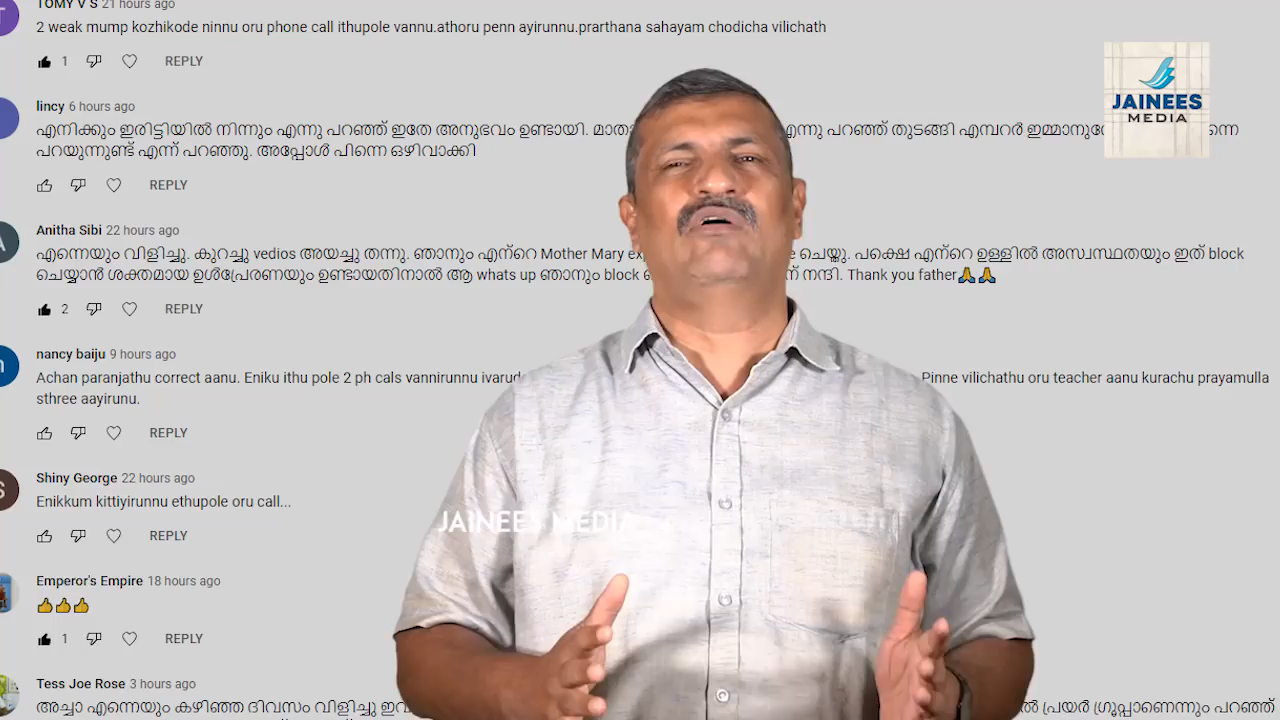 TOMY V S 21 hours ago
2 weak mump kozhikode ninnu oru phone call ithupole vannu.athoru penn ayirunnu.prarthana sahayam chodicha vilichath
1 REPLY
JAINEES
MEDIA
lincy 6 hours ago
എനിക്കും ഇരിട്ടിയിൽ നിന്നും എന്നു പറഞ്ഞ് ഇതേ അനുഭവം ഉണ്ടായി. എന്നു പറഞ്ഞ് തുടങ്ങി എമ്പറർ
പറയുന്നുണ്ട് എന്ന് പറഞ്ഞു. അപ്പോൾ പിന്നെ ഒഴിവാക്കി
REPLY
Anitha Sibi 22 hours ago
എന്നെയും വിളിച്ചു. കുറച്ചു vedios അയച്ചു തന്നു. ഞാനും എന്റെ Mother Mary ചെയ്തു. പക്ഷെ എന്റെ ഉള്ളിൽ അസ്വസ്ഥതയും ഇത് block
ചെയ്യാൻ ശക്തമായ ഉൾപ്രേരണയും ഉണ്ടായതിനാൽ ആ whats up ഞാനും block നന്ദി. Thank you father🙏🙏
2 REPLY
nancy baiju 9 hours ago
Achan paranjathu correct aanu. Eniku ithu pole 2 ph cals vannirunnu Pinne vilichathu oru teacher aanu kurachu prayamulla
sthree aayirunu.
REPLY
Shiny George 22 hours ago
Enikkum kittiyirunnu ethupole oru call...
REPLY
JAINEES MEDIA
Emperor's Empire 18 hours ago
👍👍👍
1 REPLY
Tess Joe Rose 3 hours ago
അച്ചാ എന്നെയും കഴിഞ്ഞ ദിവസം വിളിച്ചു പ്രയർ ഗ്രൂപ്പാണെന്നും പറഞ്ഞ്